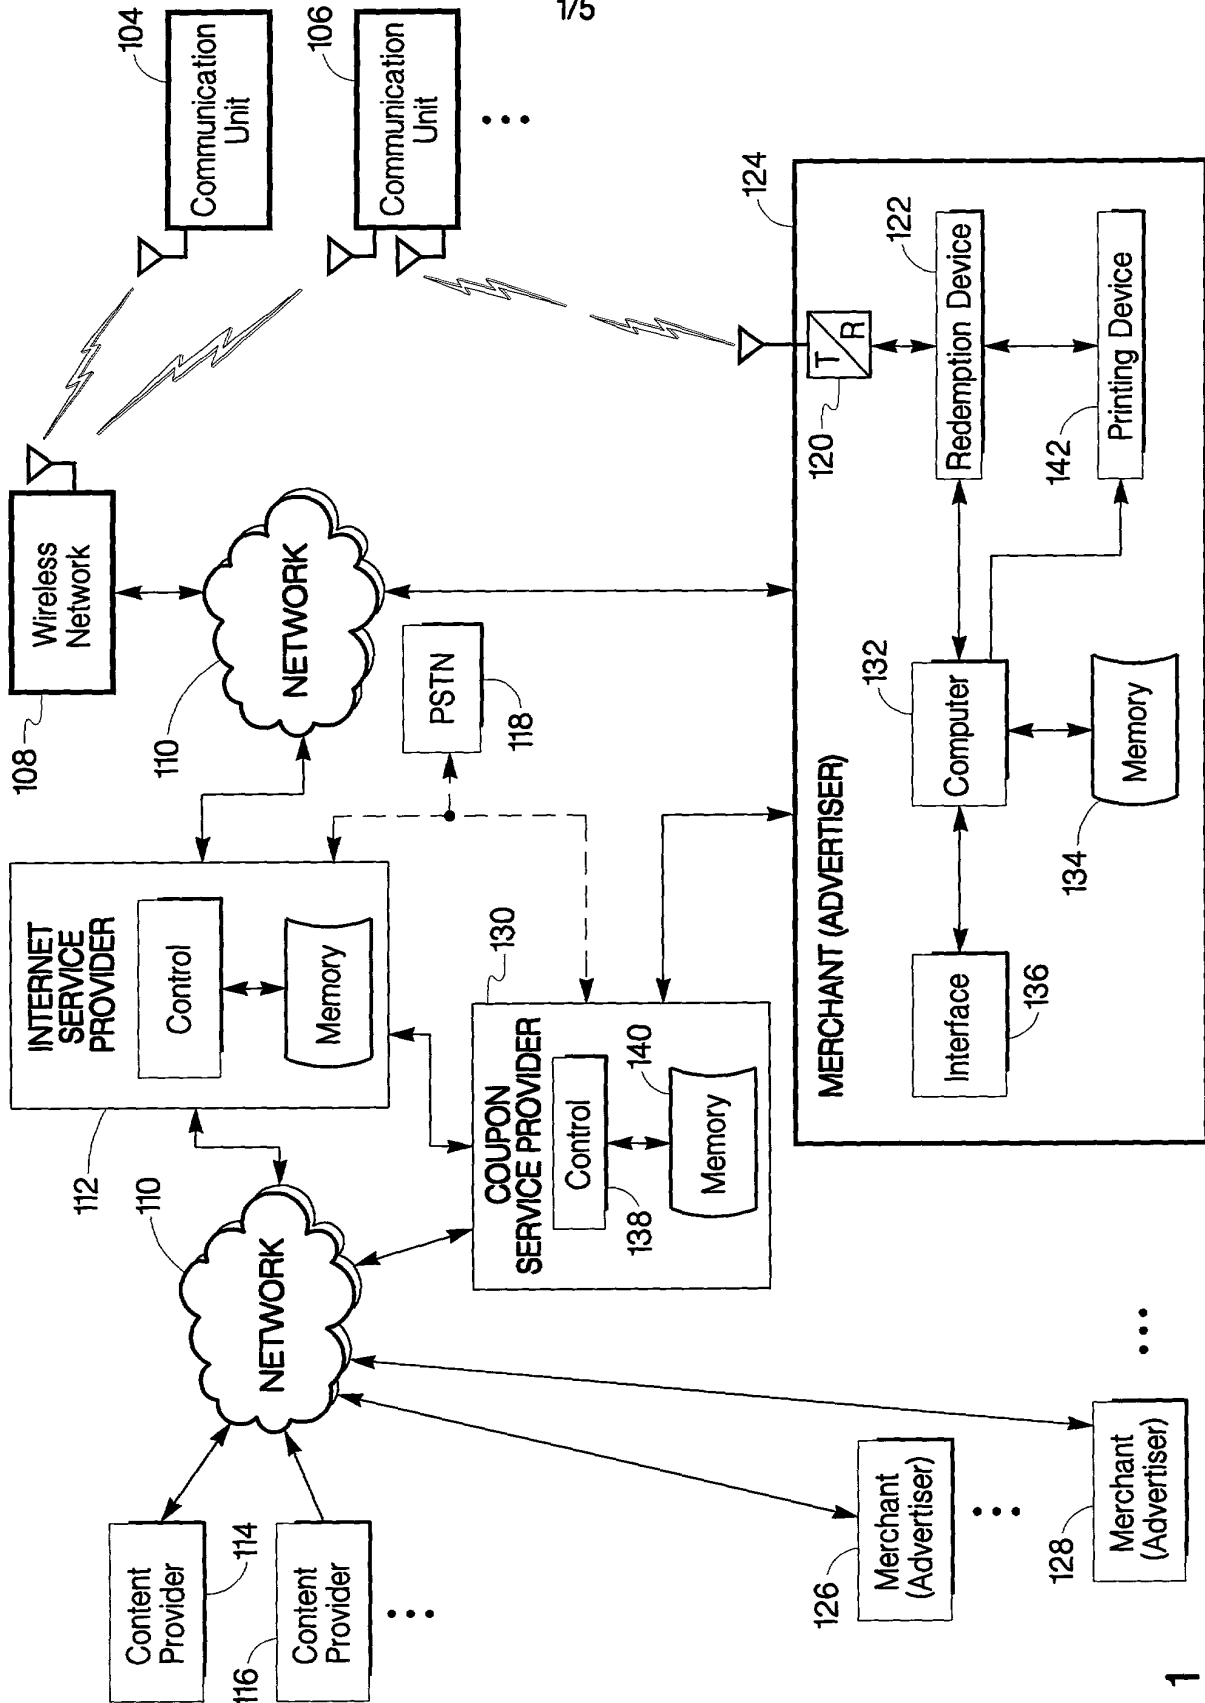 1/5
104
Communication
Unit
106
Communication
Unit
108
Wireless
Network
110
NETWORK
PSTN
118
112
INTERNET
SERVICE
PROVIDER
Control
Memory
130
COUPON
SERVICE PROVIDER
Control
138
140
Memory
110
NETWORK
Content
Provider
114
116
Content
Provider
126
Merchant
(Advertiser)
128
Merchant
(Advertiser)
124
MERCHANT (ADVERTISER)
T
R
120
122
Redemption Device
142
Printing Device
132
Computer
134
Memory
Interface
136
1